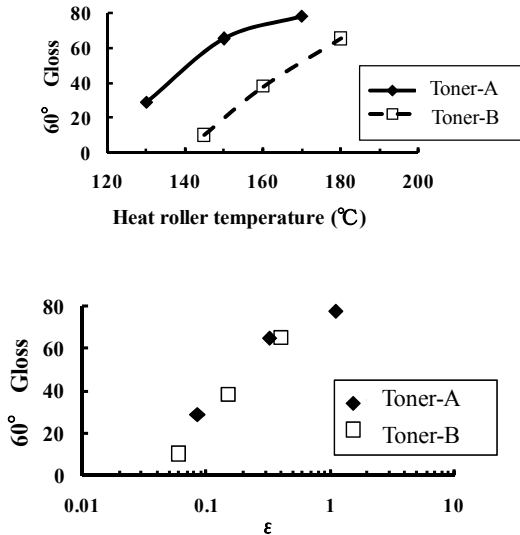 80
60
40
20
0
60° Gloss
120 140 160 180 200
Heat roller temperature (℃)
Toner-A
Toner-B
80
60
40
20
0
60° Gloss
0.01 0.1 1 10
ε
Toner-A
Toner-B